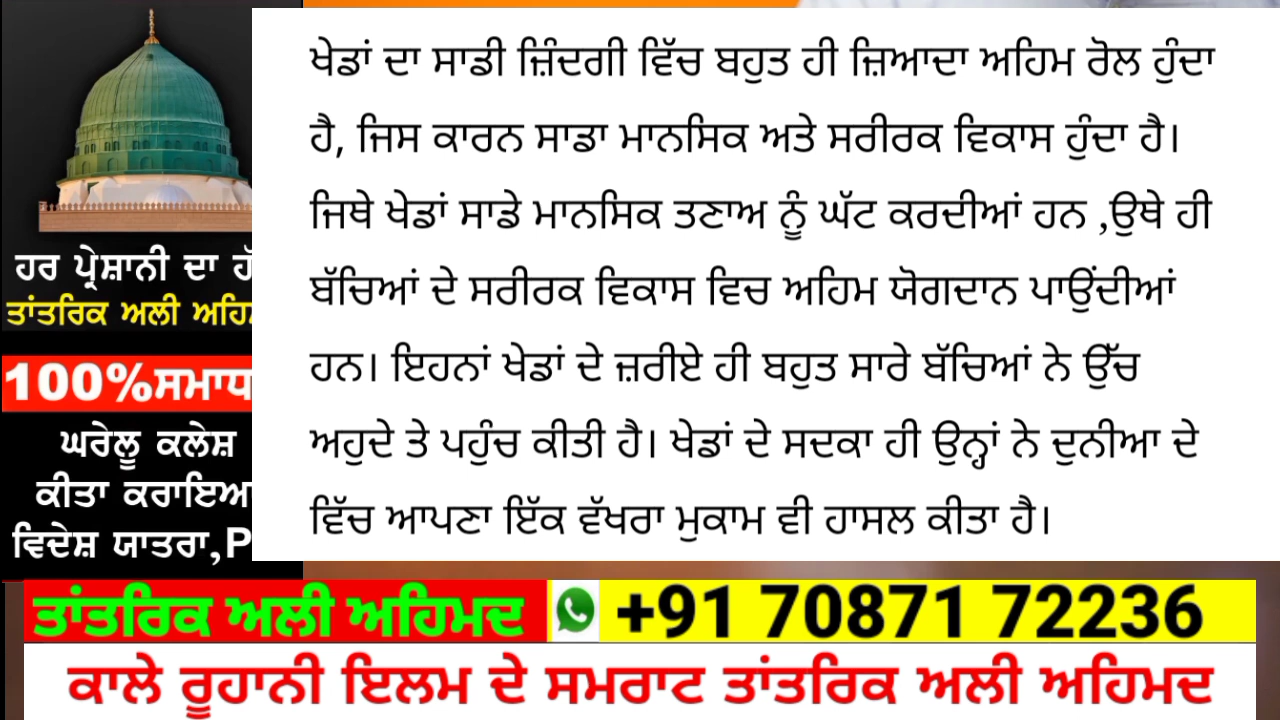 ਖੇਡਾਂ ਦਾ ਸਾਡੀ ਜ਼ਿੰਦਗੀ ਵਿੱਚ ਬਹੁਤ ਹੀ ਜ਼ਿਆਦਾ ਅਹਿਮ ਰੋਲ ਹੁੰਦਾ
ਹੈ, ਜਿਸ ਕਾਰਨ ਸਾਡਾ ਮਾਨਸਿਕ ਅਤੇ ਸਰੀਰਕ ਵਿਕਾਸ ਹੁੰਦਾ ਹੈ।
ਜਿਥੇ ਖੇਡਾਂ ਸਾਡੇ ਮਾਨਸਿਕ ਤਣਾਅ ਨੂੰ ਘੱਟ ਕਰਦੀਆਂ ਹਨ ,ਉਥੇ ਹੀ
ਬੱਚਿਆਂ ਦੇ ਸਰੀਰਕ ਵਿਕਾਸ ਵਿਚ ਅਹਿਮ ਯੋਗਦਾਨ ਪਾਉਂਦੀਆਂ
ਹਨ। ਇਹਨਾਂ ਖੇਡਾਂ ਦੇ ਜ਼ਰੀਏ ਹੀ ਬਹੁਤ ਸਾਰੇ ਬੱਚਿਆਂ ਨੇ ਉੱਚ
ਅਹੁਦੇ ਤੇ ਪਹੁੰਚ ਕੀਤੀ ਹੈ। ਖੇਡਾਂ ਦੇ ਸਦਕਾ ਹੀ ਉਨ੍ਹਾਂ ਨੇ ਦੁਨੀਆ ਦੇ
ਵਿੱਚ ਆਪਣਾ ਇੱਕ ਵੱਖਰਾ ਮੁਕਾਮ ਵੀ ਹਾਸਲ ਕੀਤਾ ਹੈ।
ਹਰ ਪ੍ਰੇਸ਼ਾਨੀ ਦਾ
ਤਾਂਤਰਿਕ ਅਲੀ
100%
ਘਰੇਲੂ ਕਲੇਸ਼
ਕੀਤਾ
ਵਿਦੇਸ਼ ਯਾਤਰਾ,
ਤਾਂਤਰਿਕ ਅਲੀ ਅਹਿਮਦ +91 70871 72236
ਕਾਲੇ ਰੂਹਾਨੀ ਇਲਮ ਦੇ ਸਮਰਾਟ ਤਾਂਤਰਿਕ ਅਲੀ ਅਹਿਮਦ